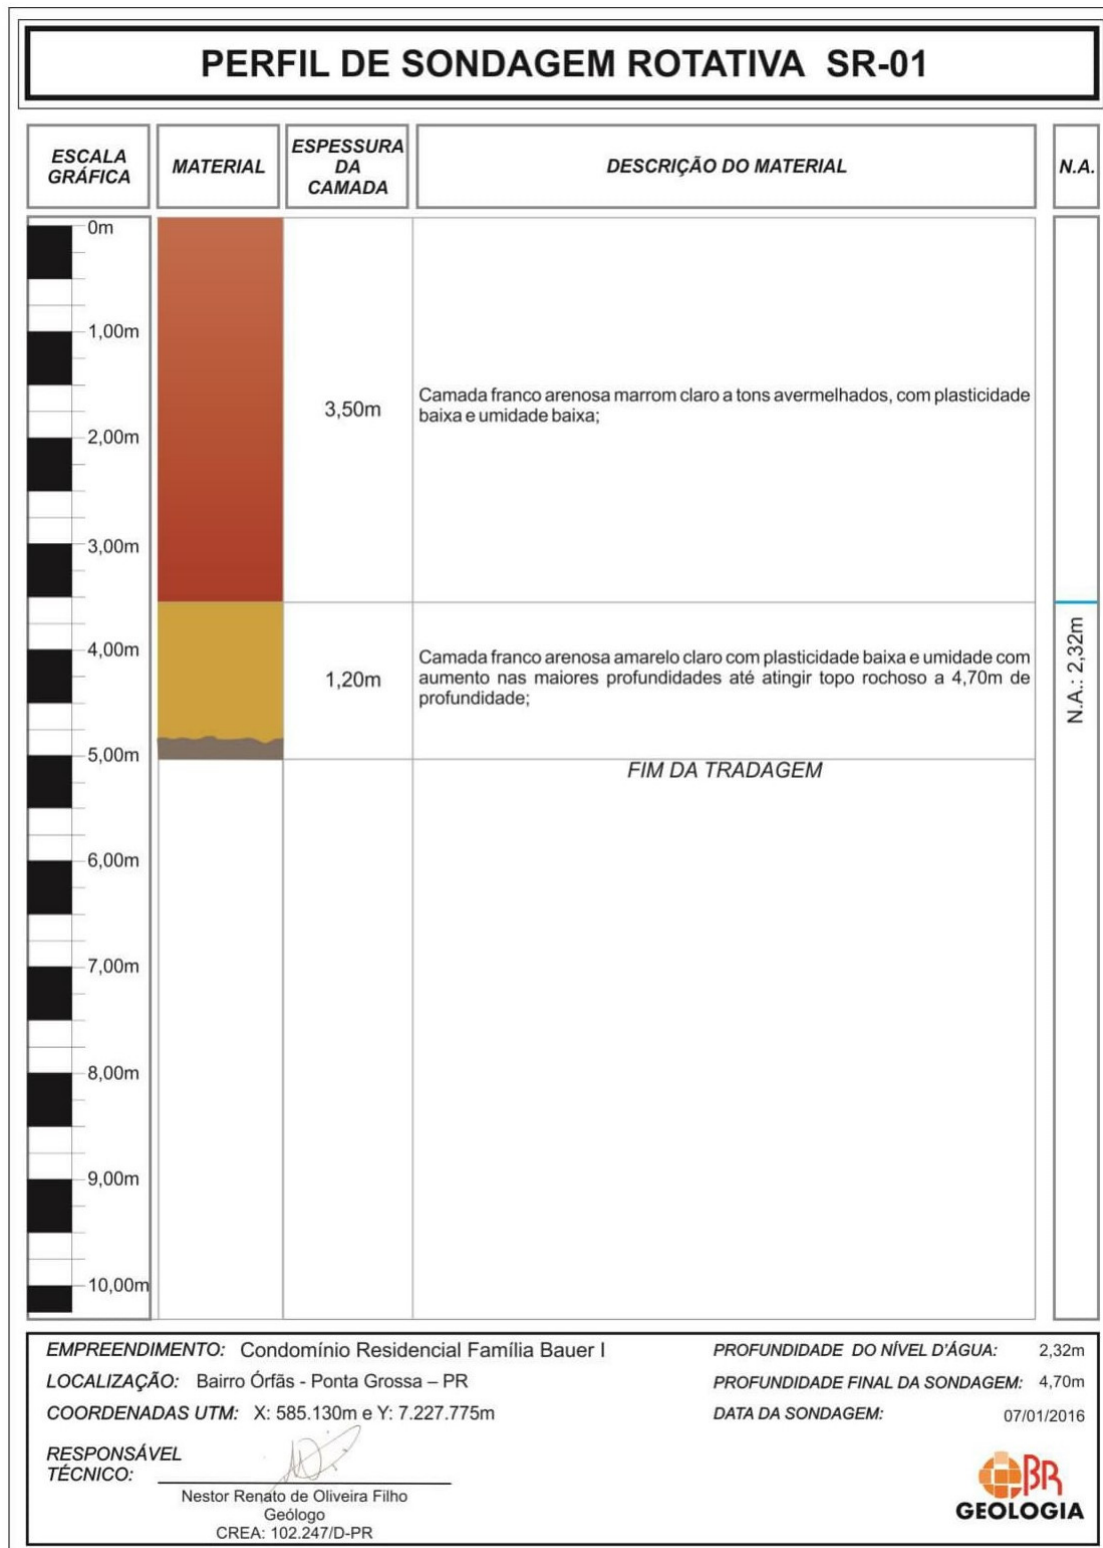 PERFIL DE SONDAGEM ROTATIVA SR-01
ESCALA
GRÁFICA
MATERIAL
ESPESSURA
DA
CAMADA
DESCRIÇÃO DO MATERIAL
N.A.
0m
1,00m
2,00m
3,00m
4,00m
5,00m
6,00m
7,00m
8,00m
9,00m
10,00m
3,50m
Camada franco arenosa marrom claro a tons avermelhados, com plasticidade
baixa e umidade baixa;
1,20m
Camada franco arenosa amarelo claro com plasticidade baixa e umidade com
aumento nas maiores profundidades até atingir topo rochoso a 4,70m de
profundidade;
N.A.: 2,32m
FIM DA TRADAGEM
EMPREENDIMENTO: Condomínio Residencial Família Bauer I
LOCALIZAÇÃO: Bairro Órfãs - Ponta Grossa – PR
COORDENADAS UTM: X: 585.130m e Y: 7.227.775m
RESPONSÁVEL
TÉCNICO:
Nestor Renato de Oliveira Filho
Geólogo
CREA: 102.247/D-PR
PROFUNDIDADE DO NÍVEL D'ÁGUA: 2,32m
PROFUNDIDADE FINAL DA SONDAGEM: 4,70m
DATA DA SONDAGEM: 07/01/2016
BR
GEOLOGIA